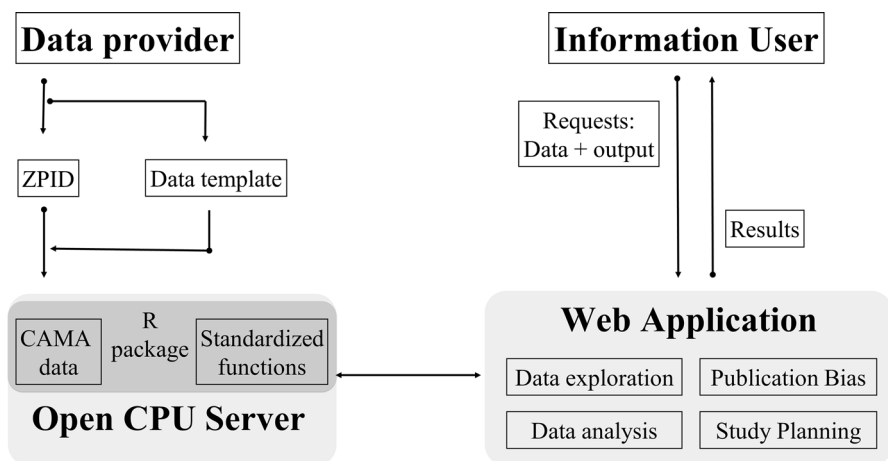 Data provider
Information User
Requests:
Data + output
ZPID
Data template
Results
CAMA
data
R
package
Standardized
functions
Open CPU Server
Web Application
Data exploration
Publication Bias
Data analysis
Study Planning